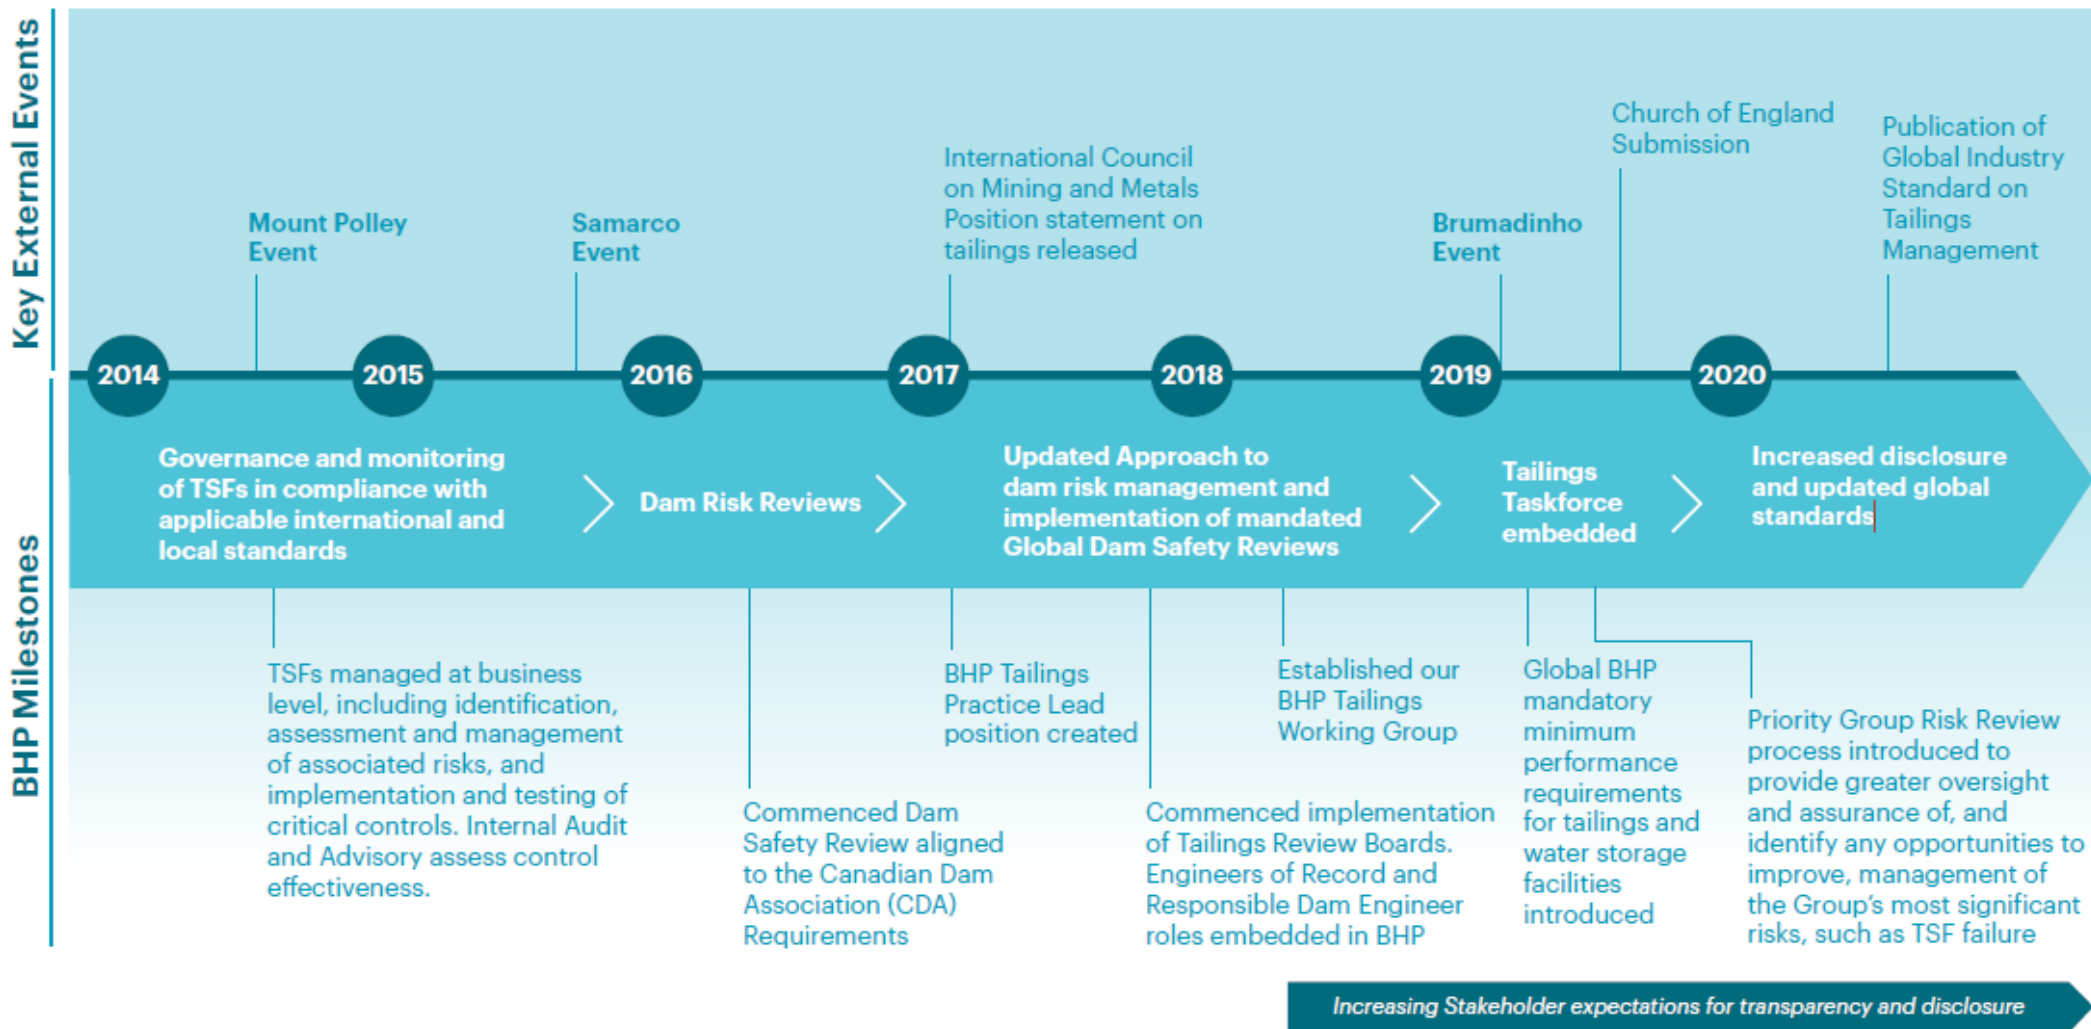 Key External Events
Mount Polley
Event
Samarco
Event
International Council
on Mining and Metals
Position statement on
tailings released
Brumadinho
Event
Church of England
Submission
Publication of
Global Industry
Standard on
Tailings
Management
2014
2015
2016
2017
2018
2019
2020
BHP Milestones
Governance and monitoring
of TSFs in compliance with
applicable international and
local standards
Dam Risk Reviews
Updated Approach to
dam risk management and
implementation of mandated
Global Dam Safety Reviews
Tailings
Taskforce
embedded
Increased disclosure
and updated global
standards
TSFs managed at business
level, including identification,
assessment and management
of associated risks, and
implementation and testing of
critical controls. Internal Audit
and Advisory assess control
effectiveness.
Commenced Dam
Safety Review aligned
to the Canadian Dam
Association (CDA)
Requirements
BHP Tailings
Practice Lead
position created
Commenced implementation
of Tailings Review Boards.
Engineers of Record and
Responsible Dam Engineer
roles embedded in BHP
Established our
BHP Tailings
Working Group
Global BHP
mandatory
minimum
performance
requirements
for tailings and
water storage
facilities
introduced
Priority Group Risk Review
process introduced to
provide greater oversight
and assurance of, and
identify any opportunities to
improve, management of
the Group's most significant
risks, such as TSF failure
Increasing Stakeholder expectations for transparency and disclosure